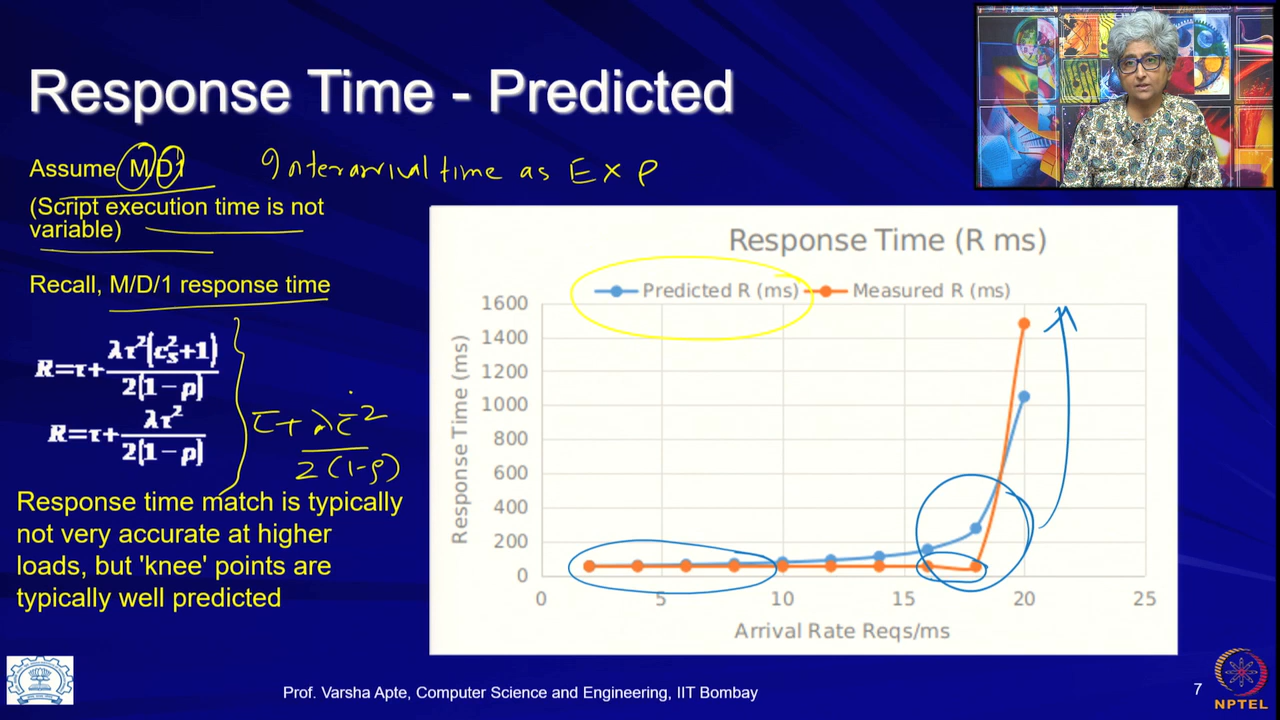 Response Time - Predicted
Assume M/D/1 Interarrival time as EXP
(Script execution time is not
variable)
Recall, M/D/1 response time
R=τ+ λτ²(c²s+1) / 2(1-ρ)
R=τ+ λτ² / 2(1-ρ)
τ+ λτ² / 2(1-ρ)
Response time match is typically
not very accurate at higher
loads, but 'knee' points are
typically well predicted
Response Time (R ms)
Predicted R (ms) Measured R (ms)
Response Time (ms)
1600
1400
1200
1000
800
600
400
200
0
0 5 10 15 20 25
Arrival Rate Reqs/ms
Prof. Varsha Apte, Computer Science and Engineering, IIT Bombay
7
NPTEL
NPTEL